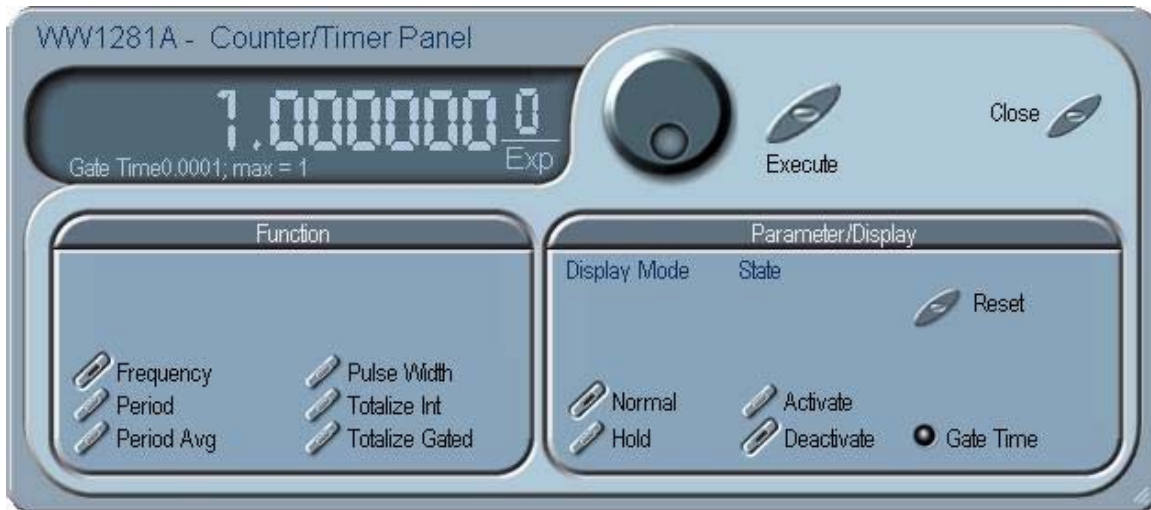 WW1281A - Counter/Timer Panel
1.000000 0
Exp
Gate Time0.0001; max = 1
Execute
Close
Function
Frequency
Period
Period Avg
Pulse Width
Totalize Int
Totalize Gated
Parameter/Display
Display Mode
Normal
Hold
State
Activate
Deactivate
Reset
Gate Time